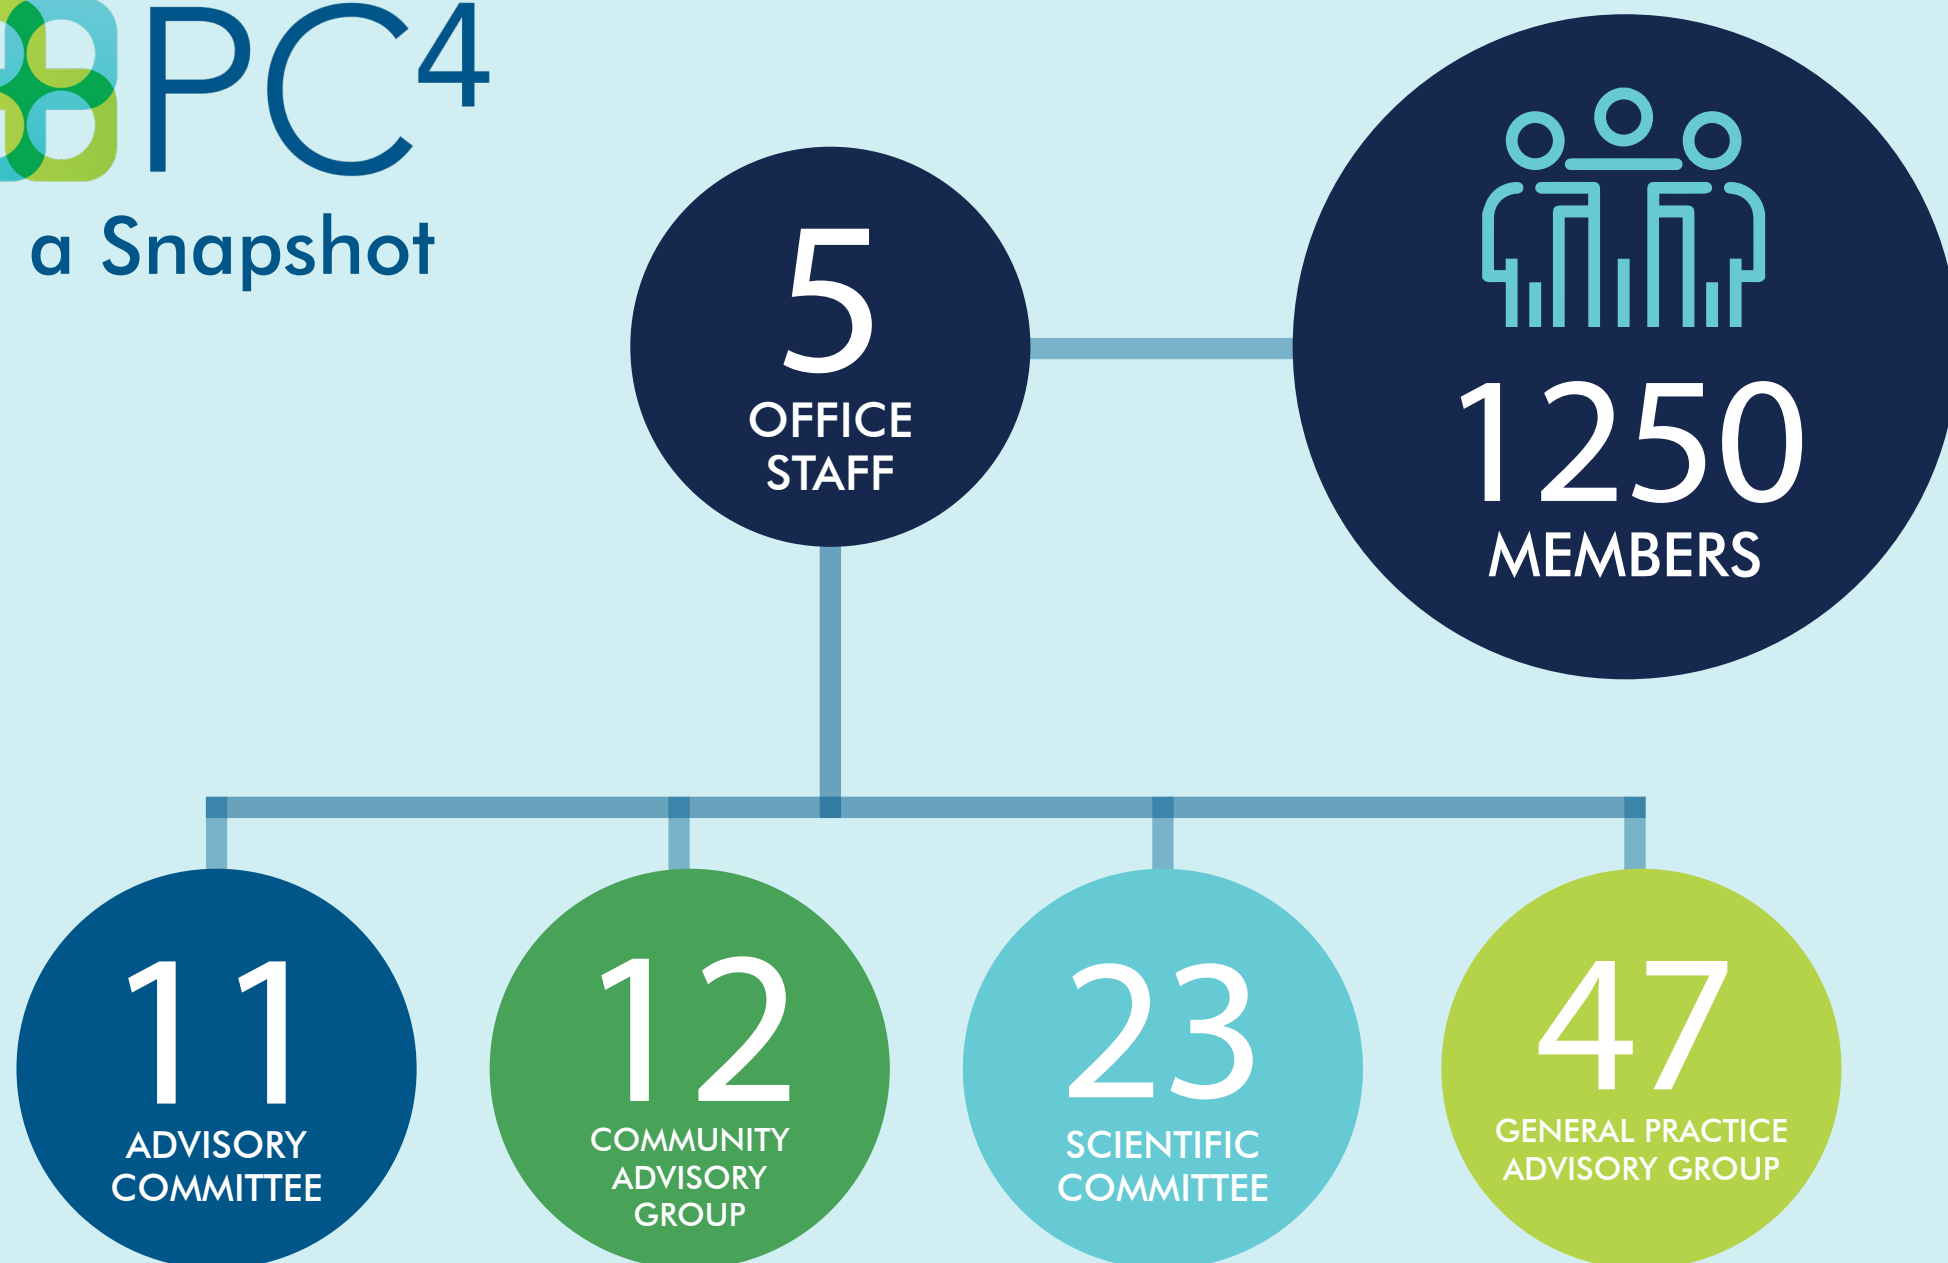 PC⁴
a Snapshot
5
OFFICE
STAFF
1250
MEMBERS
11
ADVISORY
COMMITTEE
12
COMMUNITY
ADVISORY
GROUP
23
SCIENTIFIC
COMMITTEE
47
GENERAL PRACTICE
ADVISORY GROUP